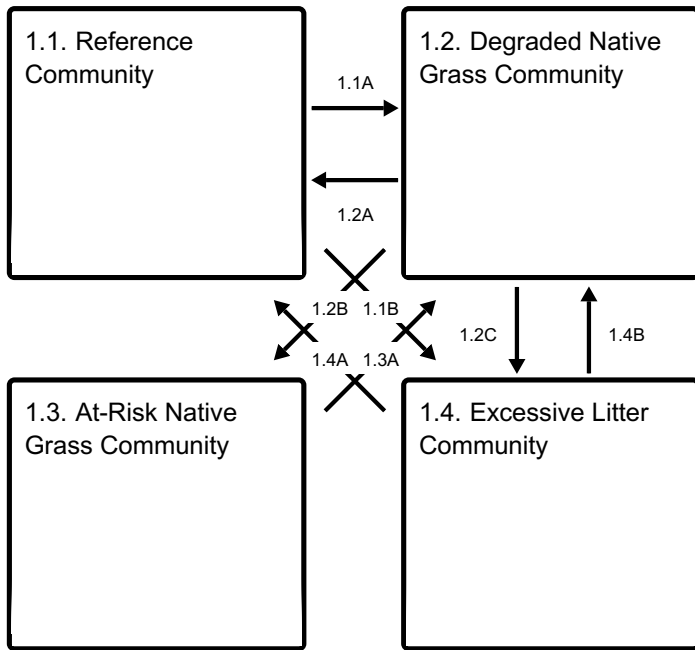 1.1. Reference
Community
1.2. Degraded Native
Grass Community
1.1A
1.2A
1.2B
1.1B
1.4A
1.3A
1.2C
1.4B
1.3. At-Risk Native
Grass Community
1.4. Excessive Litter
Community